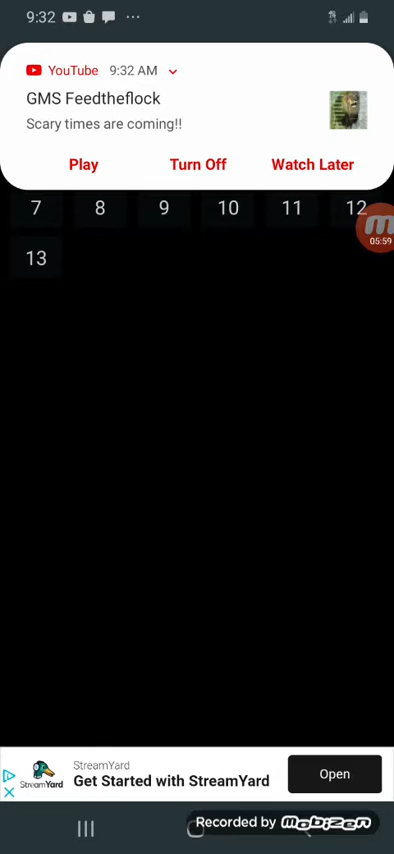 9:32
YouTube 9:32 AM
GMS Feedtheflock
Scary times are coming!!
Play Turn Off Watch Later
7 8 9 10 11 12
05:59
13
StreamYard
Get Started with StreamYard
Open
StreamYard
Recorded by mobizen